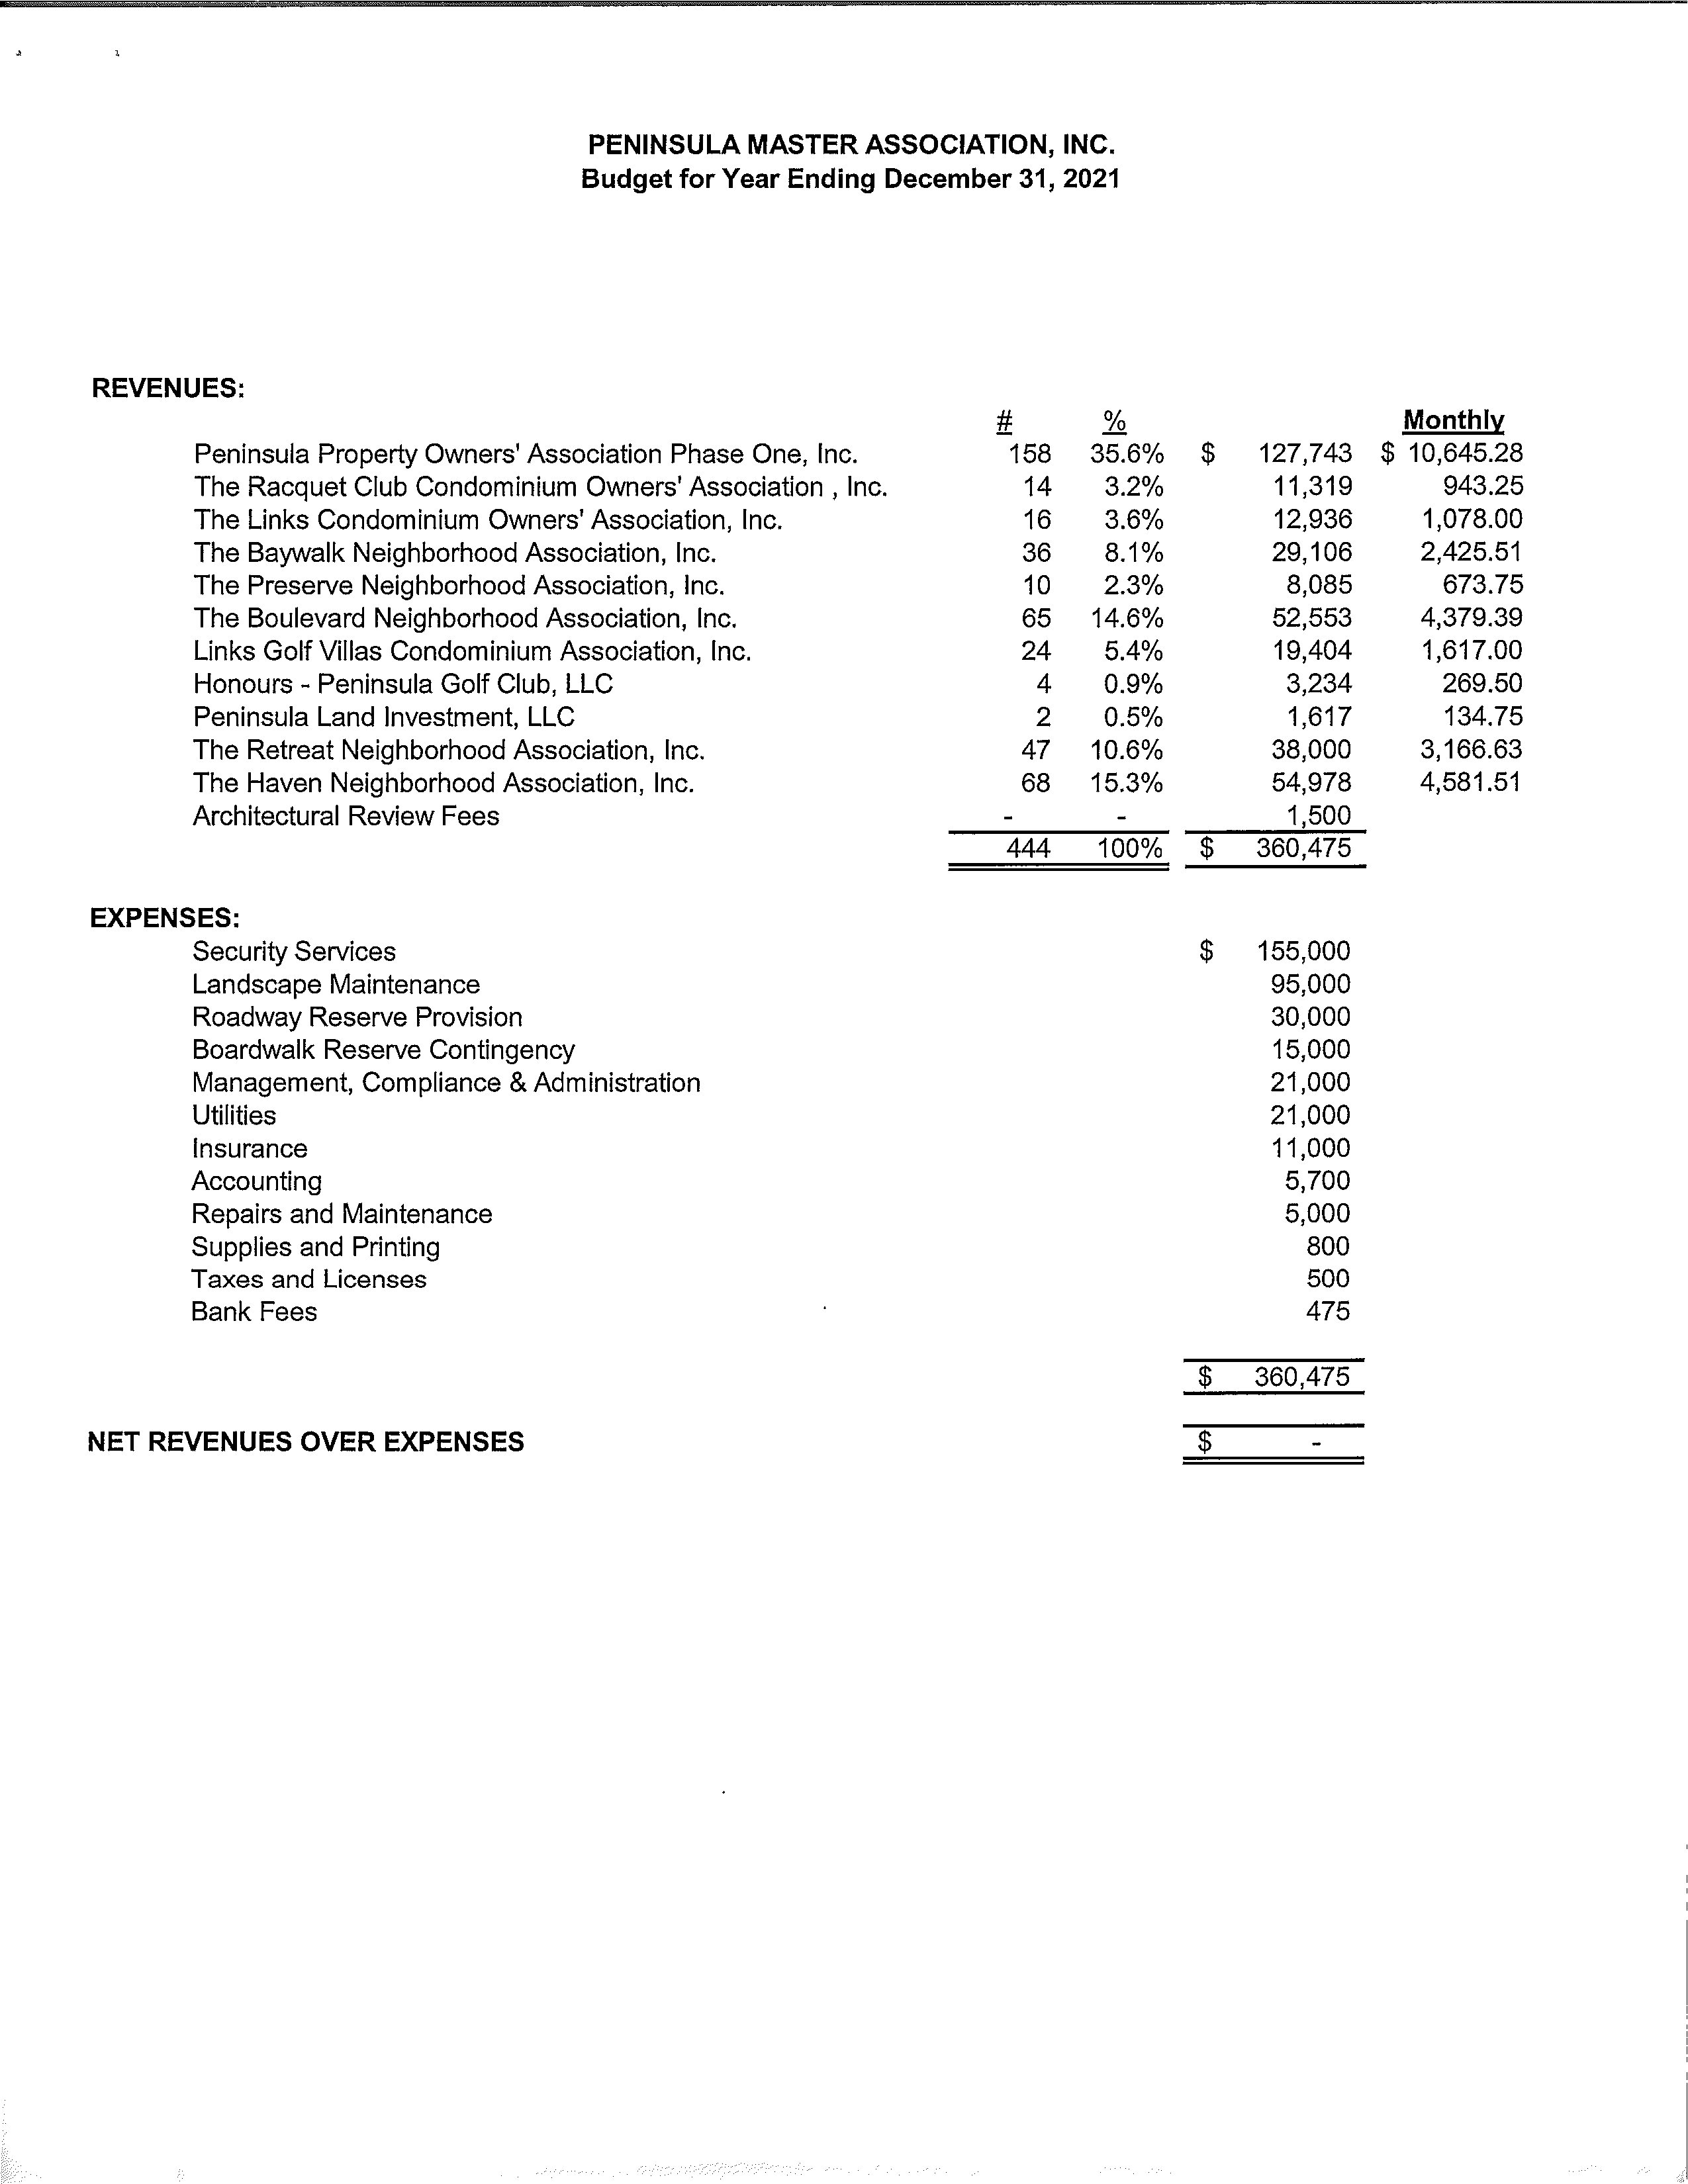 PENINSULA MASTER ASSOCIATION, INC.
Budget for Year Ending December 31, 2021
REVENUES:
# % Monthly
Peninsula Property Owners' Association Phase One, Inc. 158 35.6% $ 127,743 $ 10,645.28
The Racquet Club Condominium Owners' Association , Inc. 14 3.2% 11,319 943.25
The Links Condominium Owners' Association, Inc. 16 3.6% 12,936 1,078.00
The Baywalk Neighborhood Association, Inc. 36 8.1% 29,106 2,425.51
The Preserve Neighborhood Association, Inc. 10 2.3% 8,085 673.75
The Boulevard Neighborhood Association, Inc. 65 14.6% 52,553 4,379.39
Links Golf Villas Condominium Association, Inc. 24 5.4% 19,404 1,617.00
Honours - Peninsula Golf Club, LLC 4 0.9% 3,234 269.50
Peninsula Land Investment, LLC 2 0.5% 1,617 134.75
The Retreat Neighborhood Association, Inc. 47 10.6% 38,000 3,166.63
The Haven Neighborhood Association, Inc. 68 15.3% 54,978 4,581.51
Architectural Review Fees - - 1,500
444 100% $ 360,475
EXPENSES:
Security Services $ 155,000
Landscape Maintenance 95,000
Roadway Reserve Provision 30,000
Boardwalk Reserve Contingency 15,000
Management, Compliance & Administration 21,000
Utilities 21,000
Insurance 11,000
Accounting 5,700
Repairs and Maintenance 5,000
Supplies and Printing 800
Taxes and Licenses 500
Bank Fees 475
$ 360,475
NET REVENUES OVER EXPENSES $ -